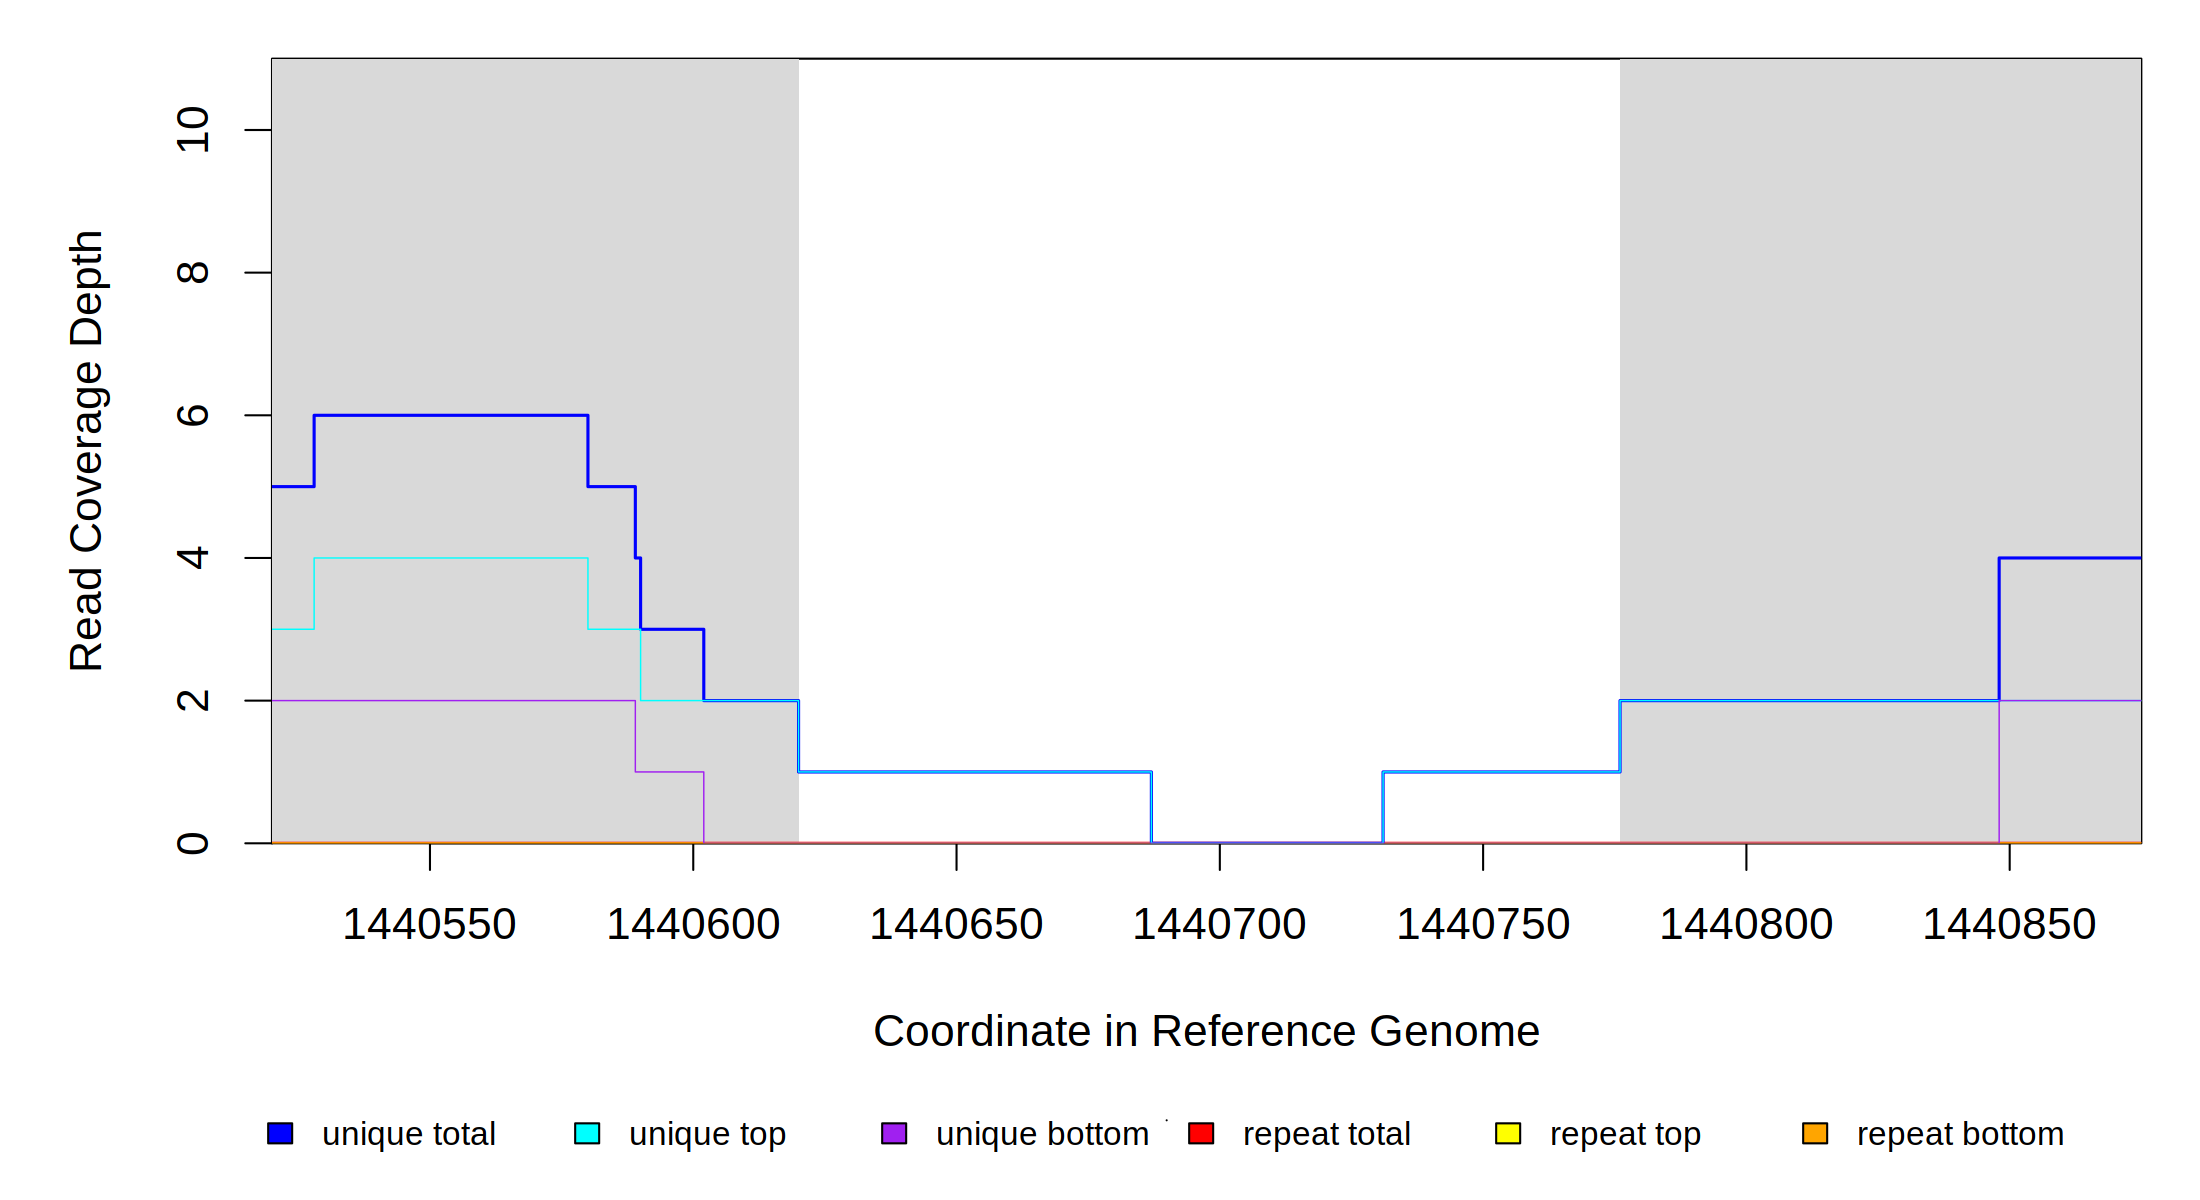 10
8
6
4
2
0
Read Coverage Depth
1440550 1440600 1440650 1440700 1440750 1440800 1440850
Coordinate in Reference Genome
unique total unique top unique bottom repeat total repeat top repeat bottom